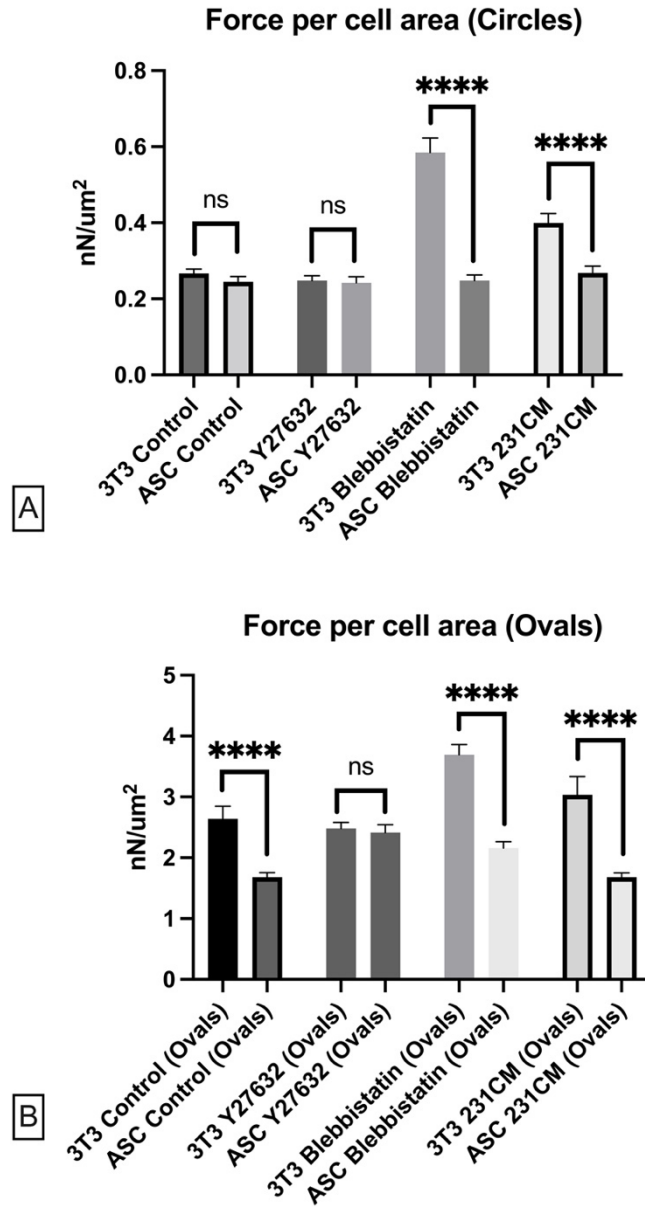 Force per cell area (Circles)
nN/um²
0.8
0.6
0.4
0.2
0.0
ns
ns
****
****
3T3 Control
ASC Control
3T3 Y27632
ASC Y27632
3T3 Blebbistatin
ASC Blebbistatin
3T3 231CM
ASC 231CM
A
Force per cell area (Ovals)
nN/um²
5
4
3
2
1
0
****
ns
****
****
3T3 Control (Ovals)
ASC Control (Ovals)
3T3 Y27632 (Ovals)
ASC Y27632 (Ovals)
3T3 Blebbistatin (Ovals)
ASC Blebbistatin (Ovals)
3T3 231CM (Ovals)
ASC 231CM (Ovals)
B